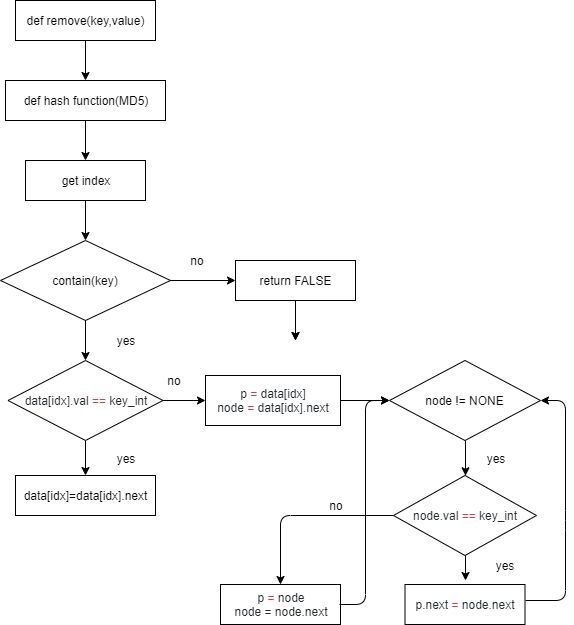 def remove(key,value)
def hash function(MD5)
get index
contain(key)
no
return FALSE
yes
data[idx].val == key_int
no
p = data[idx]
node = data[idx].next
node != NONE
yes
data[idx]=data[idx].next
yes
node.val == key_int
no
yes
p = node
node = node.next
p.next = node.next